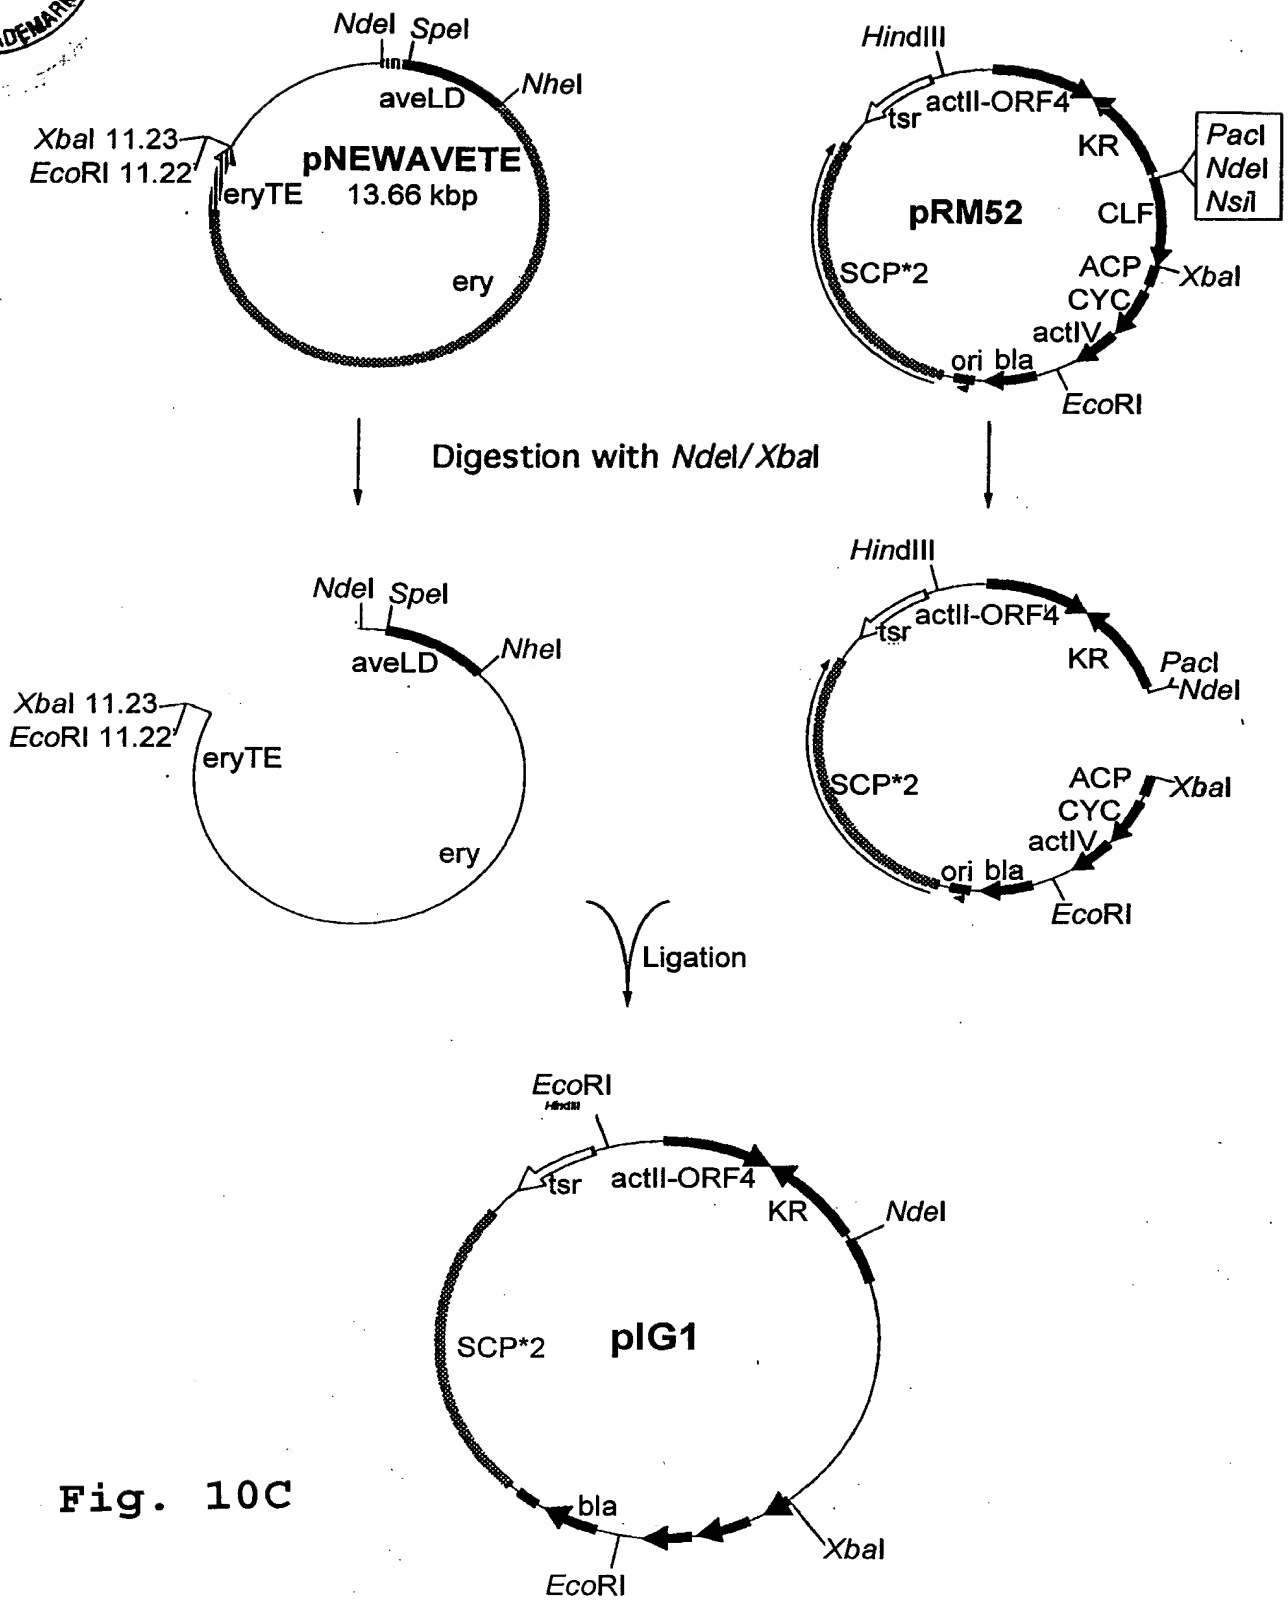 NdeI SpeI
aveLD
NheI
XbaI 11.23
EcoRI 11.22
pNEWAVETE
13.66 kbp
eryTE
ery
HindIII
actII-ORF4
tsr
KR
PacI
NdeI
NsiI
pRM52
CLF
SCP*2
ACP
XbaI
CYC
actIV
ori bla
EcoRI
Digestion with NdeI/XbaI
NdeI SpeI
aveLD
NheI
XbaI 11.23
EcoRI 11.22
eryTE
ery
HindIII
actII-ORF4
tsr
KR
PacI
NdeI
SCP*2
ACP
XbaI
CYC
actIV
ori bla
EcoRI
Ligation
EcoRI
HindIII
actII-ORF4
tsr
KR
NdeI
SCP*2
pIG1
bla
XbaI
EcoRI
Fig. 10C